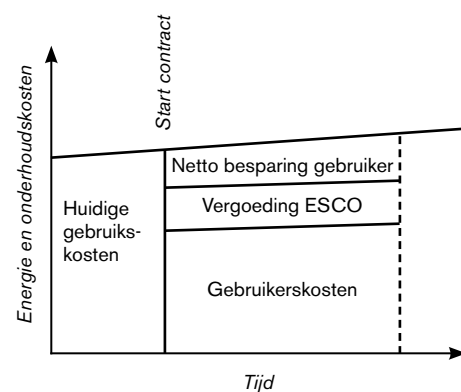 Energie en onderhoudskosten
Start contract
Netto besparing gebruiker
Huidige
gebruiks-
kosten
Vergoeding ESCO
Gebruikerskosten
Tijd